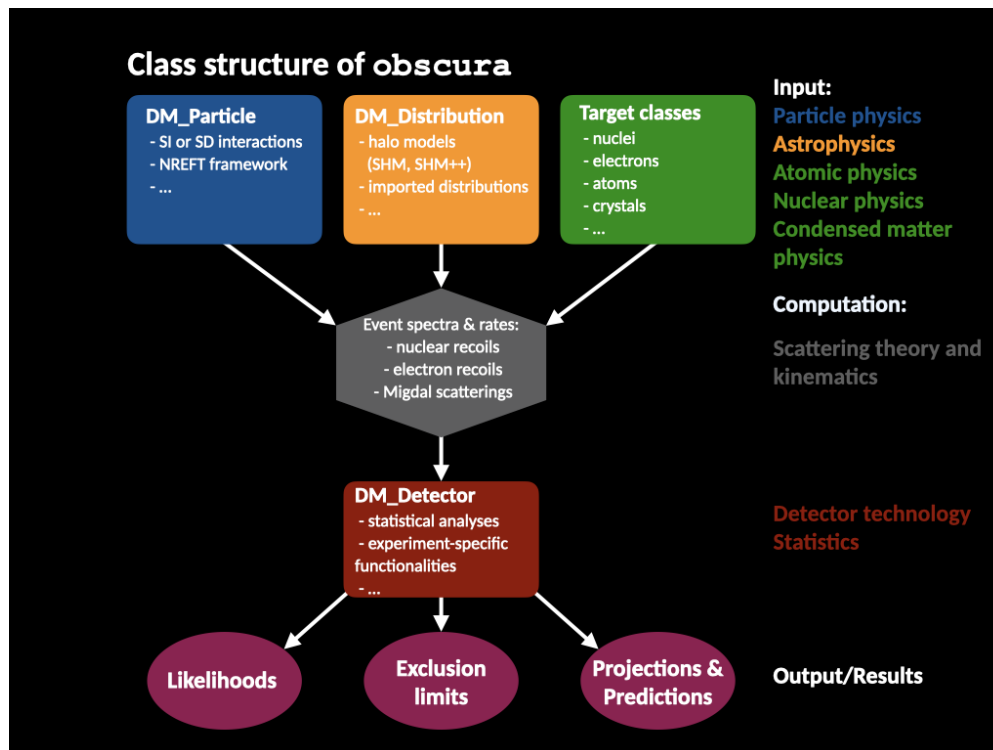 Class structure of obscura
DM_Particle
- SI or SD interactions
- NREFT framework
- ...
DM_Distribution
- halo models
(SHM, SHM++)
- imported distributions
- ...
Target classes
- nuclei
- electrons
- atoms
- crystals
- ...
Input:
Particle physics
Astrophysics
Atomic physics
Nuclear physics
Condensed matter
physics
Event spectra & rates:
- nuclear recoils
- electron recoils
- Migdal scatterings
Computation:
Scattering theory and
kinematics
DM_Detector
- statistical analyses
- experiment-specific
functionalities
- ...
Detector technology
Statistics
Likelihoods
Exclusion
limits
Projections &
Predictions
Output/Results